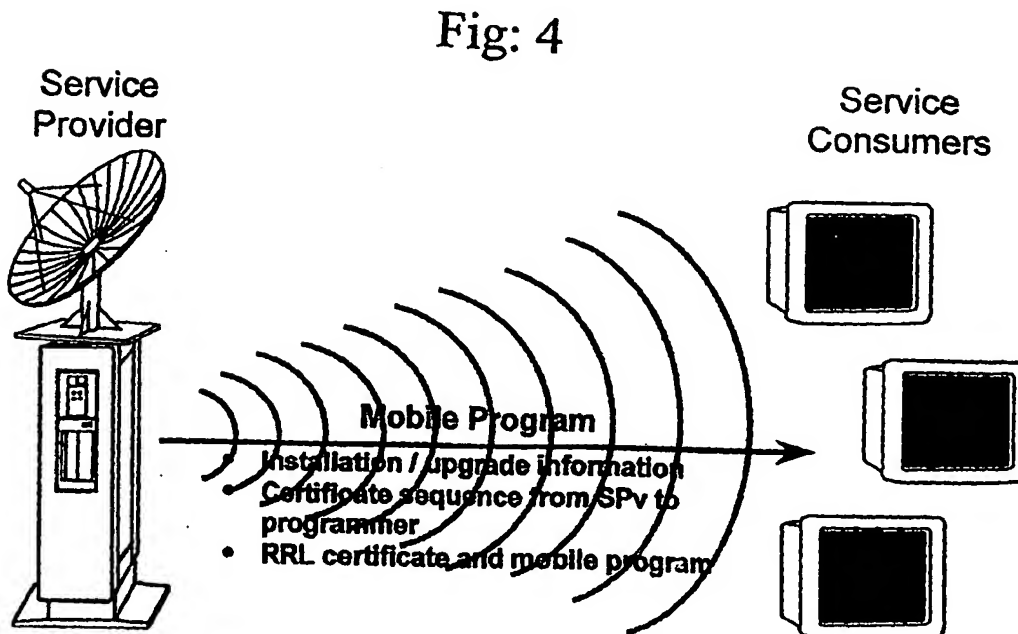 Fig: 4
Service
Provider
Service
Consumers
Mobile Program
• Installation / upgrade information
• Certificate sequence from SPv to
programmer
• RRL certificate and mobile program